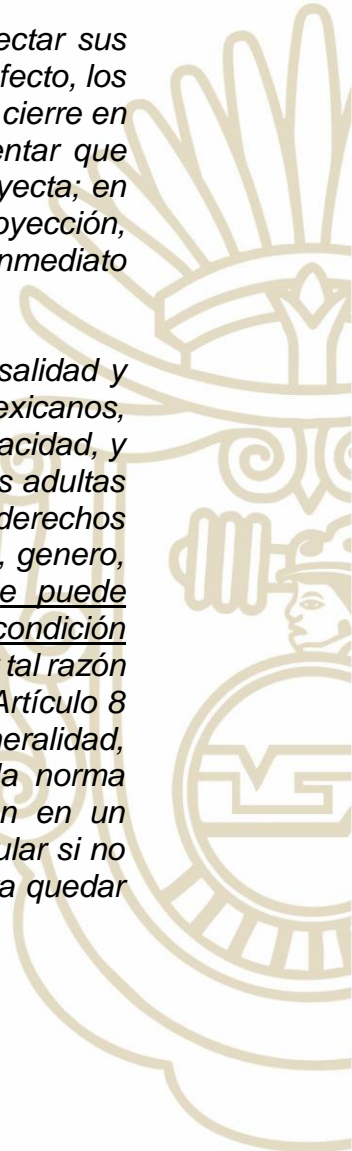 ectar sus
fecto, los
cierre en
entar que
yecta; en
oyección,
nmediato
salidad y
exicanos,
acidad, y
s adultas
derechos
, genero,
e puede
condición
tal razón
Artículo 8
neralidad,
la norma
n en un
ular si no
a quedar